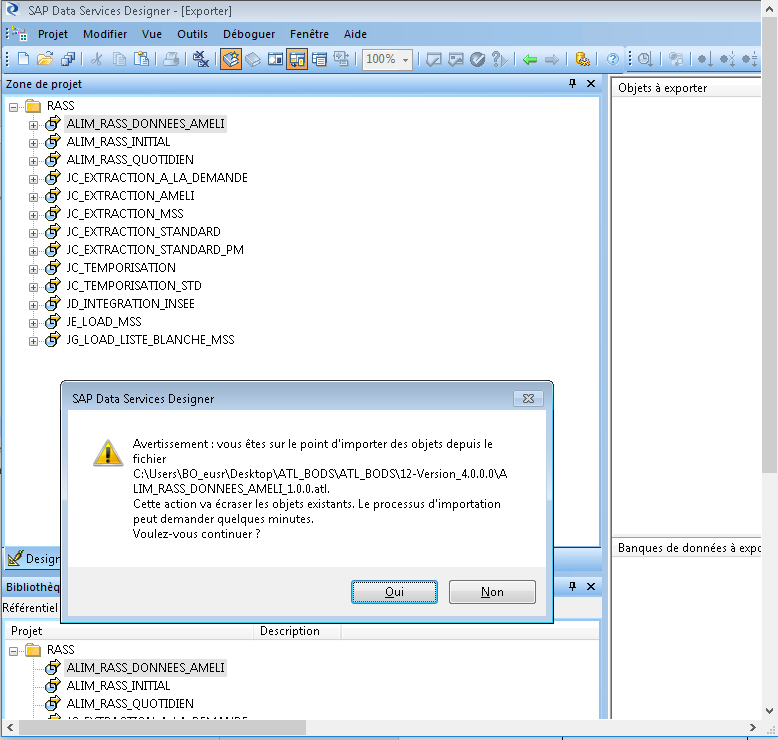 SAP Data Services Designer - [Exporter]
Projet Modifier Vue Outils Déboguer Fenêtre Aide
100%
Zone de projet
Objets à exporter
RASS
ALIM_RASS_DONNEES_AMELI
ALIM_RASS_INITIAL
ALIM_RASS_QUOTIDIEN
JC_EXTRACTION_A_LA_DEMANDE
JC_EXTRACTION_AMELI
JC_EXTRACTION_MSS
JC_EXTRACTION_STANDARD
JC_EXTRACTION_STANDARD_PM
JC_TEMPORISATION
JC_TEMPORISATION_STD
JD_INTEGRATION_INSEE
JE_LOAD_MSS
JG_LOAD_LISTE_BLANCHE_MSS
SAP Data Services Designer
Avertissement : vous êtes sur le point d'importer des objets depuis le
fichier
C:\Users\BO_eusr\Desktop\ATL_BODS\ATL_BODS\12-Version_4.0.0.0\A
LIM_RASS_DONNEES_AMELI_1.0.0.atl.
Cette action va écraser les objets existants. Le processus d'importation
peut demander quelques minutes.
Voulez-vous continuer ?
Oui Non
Design
Banques de données à expo
Bibliothèq
Référentiel
Projet Description
RASS
ALIM_RASS_DONNEES_AMELI
ALIM_RASS_INITIAL
ALIM_RASS_QUOTIDIEN
JC_EXTRACTION_A_LA_DEMANDE